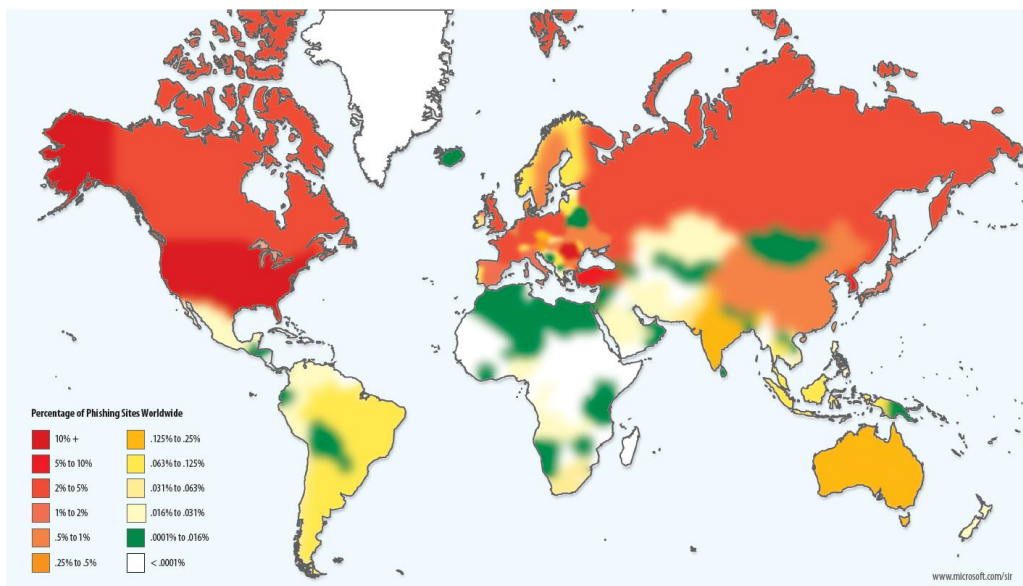 Percentage of Phishing Sites Worldwide
10% +
5% to 10%
2% to 5%
1% to 2%
.5% to 1%
.25% to .5%
.125% to .25%
.063% to .125%
.031% to .063%
.016% to .031%
.0001% to .016%
< .0001%
www.microsoft.com/sir